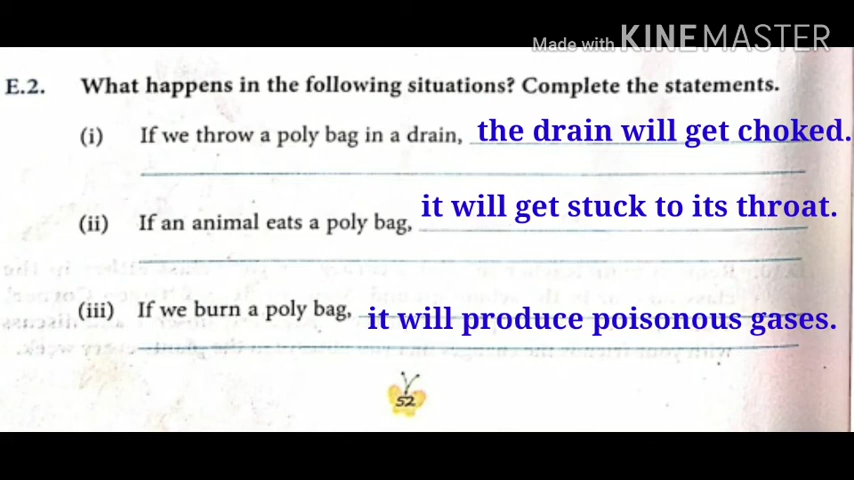 Made with KINEMASTER
E.2. What happens in the following situations? Complete the statements.
(i) If we throw a poly bag in a drain, the drain will get choked.
(ii) If an animal eats a poly bag, it will get stuck to its throat.
(iii) If we burn a poly bag, it will produce poisonous gases.
52